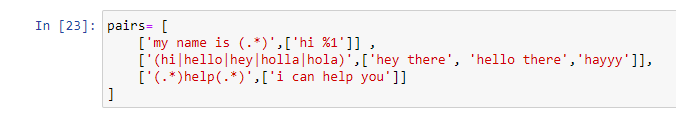 In [23]: pairs= [
    ['my name is (.*)',['hi %1']] ,
    ['(hi|hello|hey|holla|hola)',['hey there', 'hello there','hayyy']],
    ['(.*)help(.*)',['i can help you']]
]